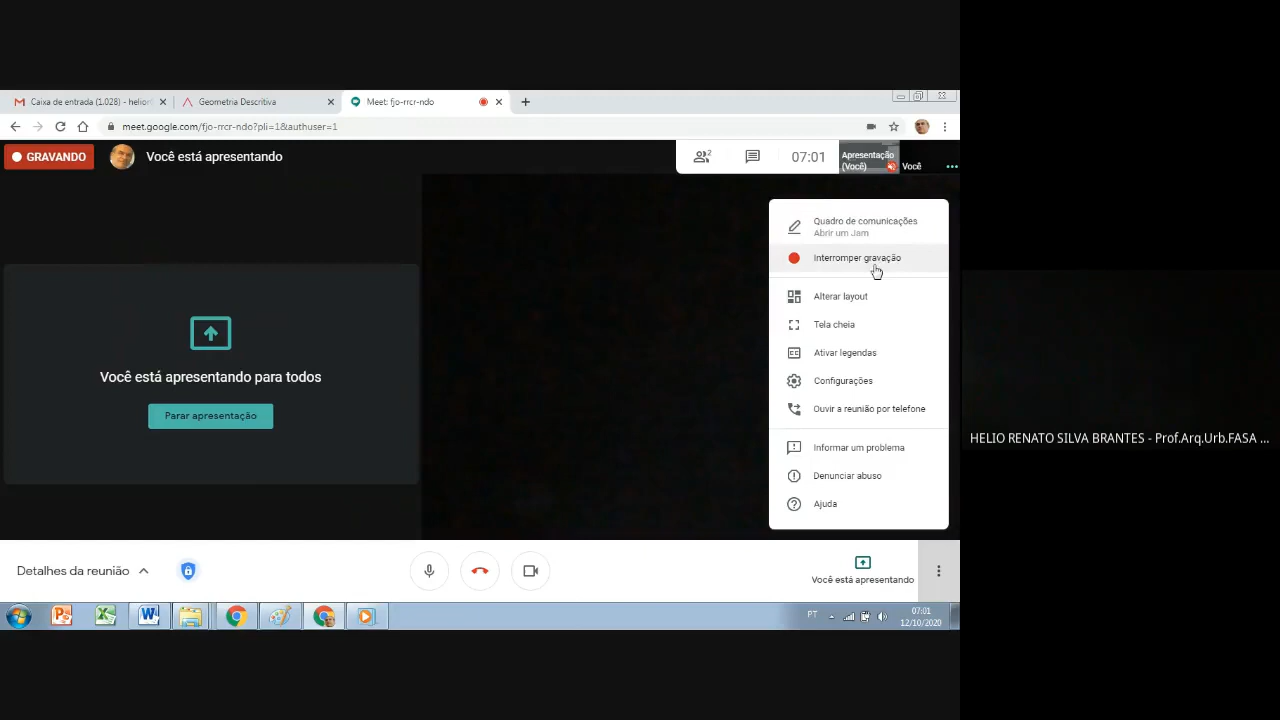 Caixa de entrada (1.028) - helior
Geometria Descritiva
Meet: fjo-rrcr-ndo
meet.google.com/fjo-rrcr-ndo?pli=1&authuser=1
GRAVANDO
Você está apresentando
2
07:01
Apresentação
(Você)
Você
Quadro de comunicações
Abrir um Jam
Interromper gravação
Alterar layout
Tela cheia
Ativar legendas
Configurações
Ouvir a reunião por telefone
Informar um problema
Denunciar abuso
Ajuda
Você está apresentando para todos
Parar apresentação
HELIO RENATO SILVA BRANTES - Prof.Arq.Urb.FASA ...
Detalhes da reunião
Você está apresentando
PT
07:01
12/10/2020